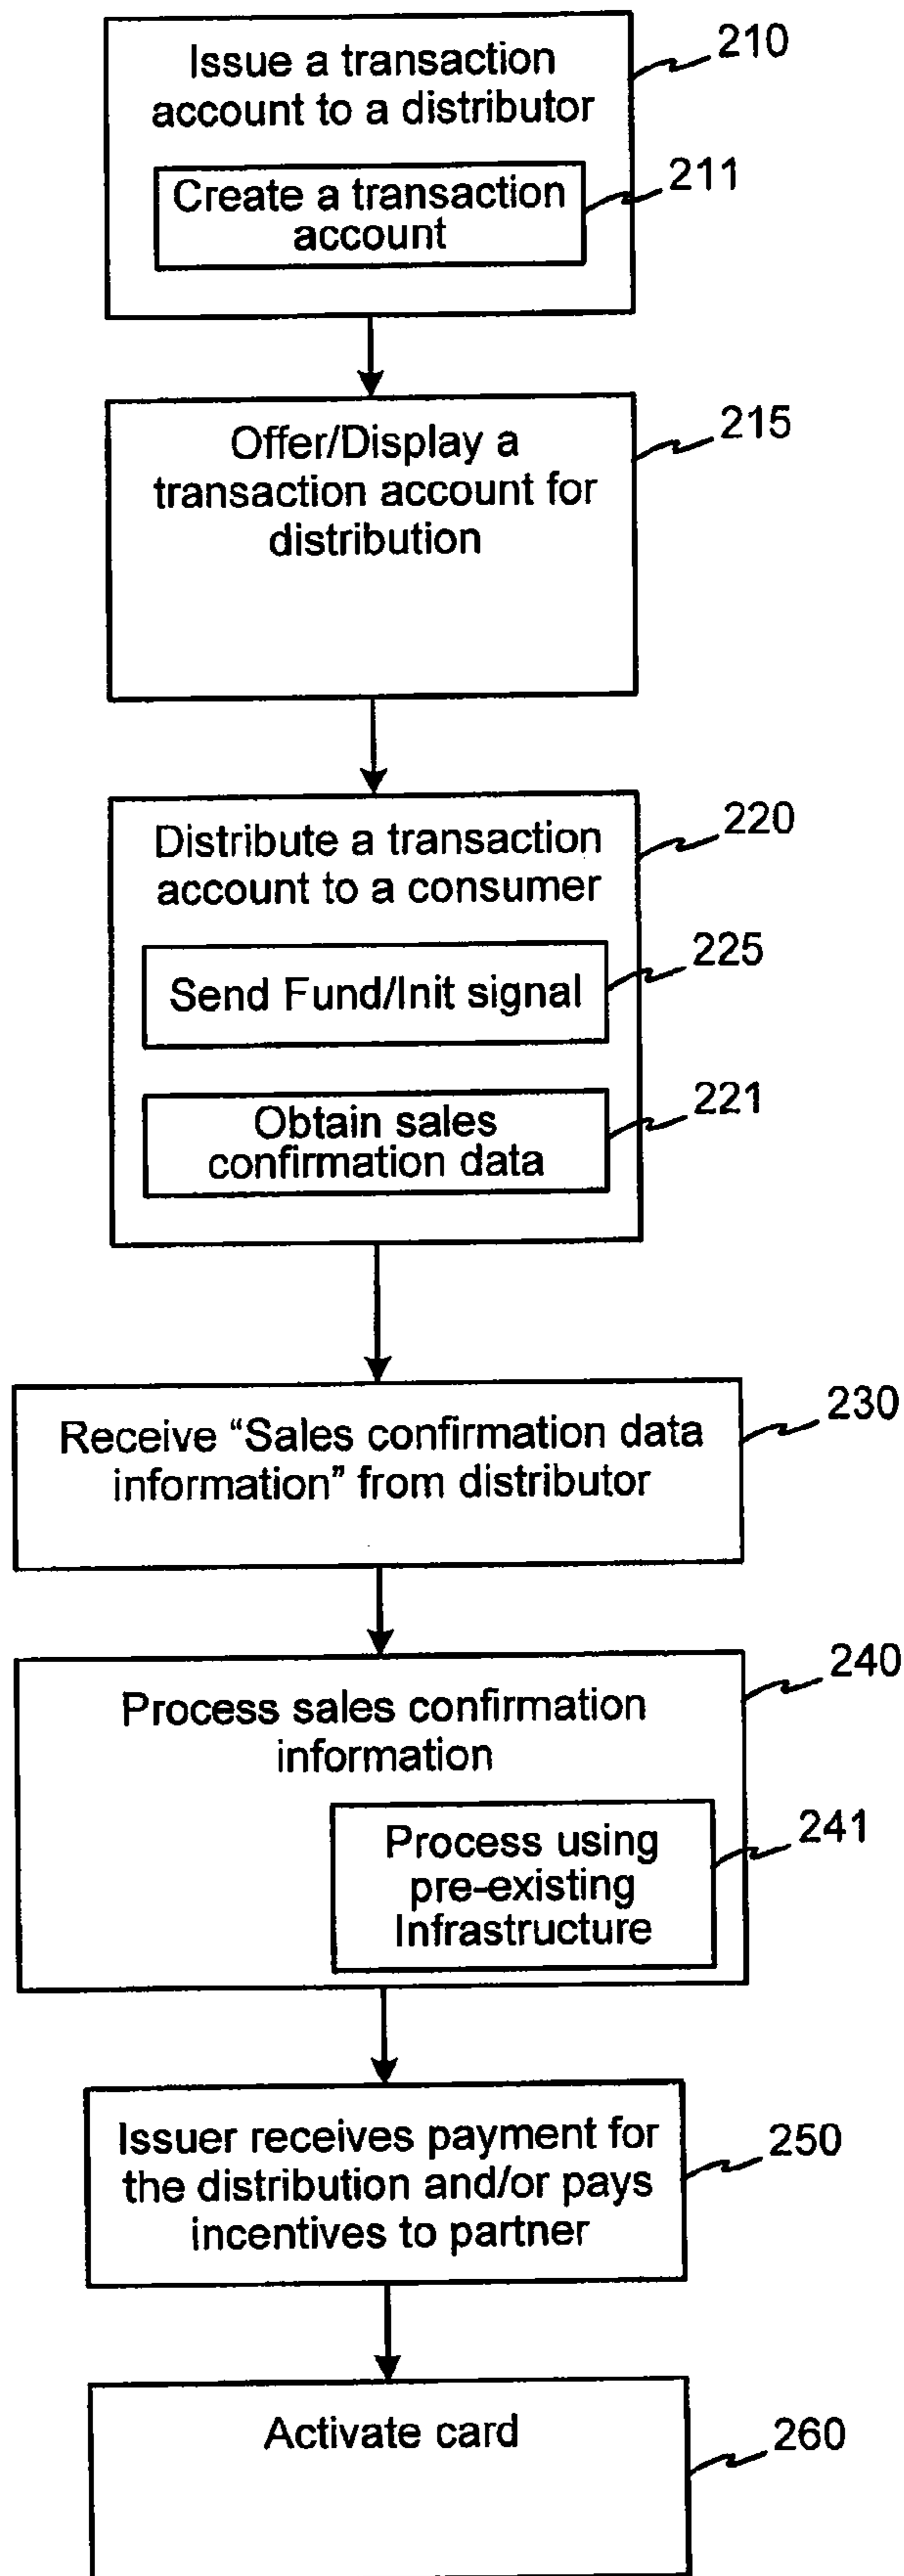 Issue a transaction
account to a distributor
210
Create a transaction
account
211
Offer/Display a
transaction account for
distribution
215
Distribute a transaction
account to a consumer
220
Send Fund/Init signal
225
Obtain sales
confirmation data
221
Receive “Sales confirmation data
information” from distributor
230
Process sales confirmation
information
240
Process using
pre-existing
Infrastructure
241
Issuer receives payment for
the distribution and/or pays
incentives to partner
250
Activate card
260